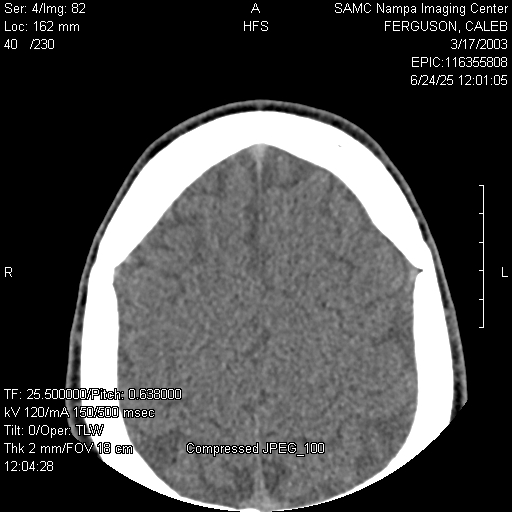 Ser: 4/Img: 82
Loc: 162 mm
40 /230
A
HFS
SAMC Nampa Imaging Center
FERGUSON, CALEB
3/17/2003
EPIC:116355808
6/24/25 12:01:05
R
L
TF: 25.500000/Pitch: 0.638000
kV 120/mA 150/500 msec
Tilt: 0/Oper: TLW
Thk 2 mm/FOV 18 cm
12:04:28
Compressed JPEG_100